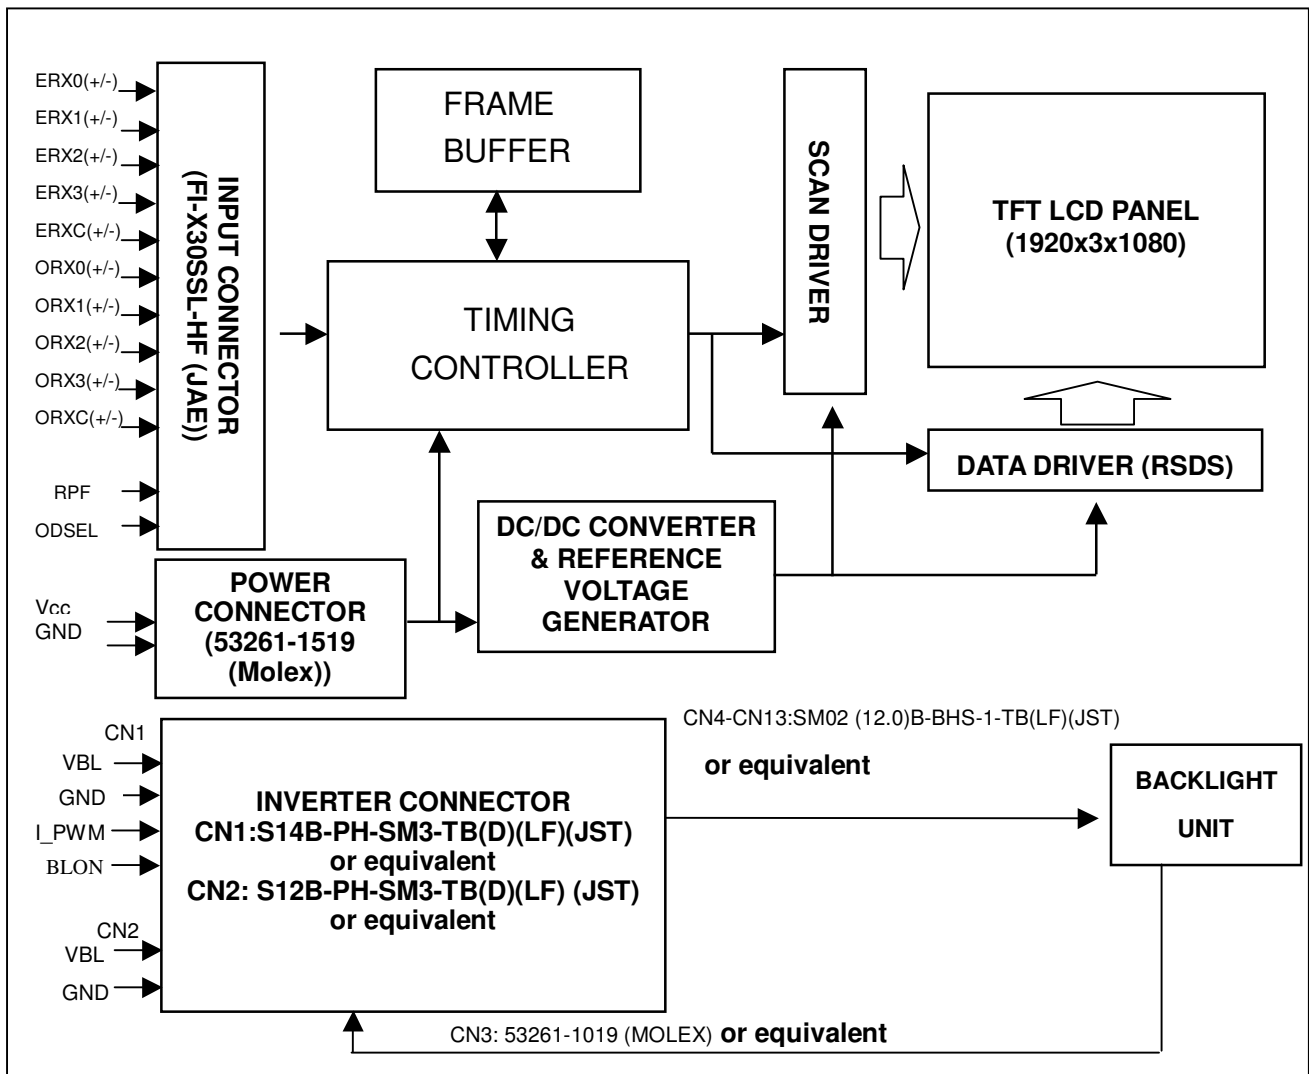 ERX0(+/-)
ERX1(+/-)
ERX2(+/-)
ERX3(+/-)
ERXC(+/-)
ORX0(+/-)
ORX1(+/-)
ORX2(+/-)
ORX3(+/-)
ORXC(+/-)
RPF
ODSEL
INPUT CONNECTOR
(FI-X30SSL-HF (JAE))
FRAME
BUFFER
TIMING
CONTROLLER
SCAN DRIVER
TFT LCD PANEL
(1920x3x1080)
DATA DRIVER (RSDS)
DC/DC CONVERTER
& REFERENCE
VOLTAGE
GENERATOR
Vcc
GND
POWER
CONNECTOR
(53261-1519
(Molex))
CN1
VBL
GND
I_PWM
BLON
CN2
VBL
GND
INVERTER CONNECTOR
CN1:S14B-PH-SM3-TB(D)(LF)(JST)
or equivalent
CN2: S12B-PH-SM3-TB(D)(LF) (JST)
or equivalent
CN4-CN13:SM02 (12.0)B-BHS-1-TB(LF)(JST)
or equivalent
BACKLIGHT
UNIT
CN3: 53261-1019 (MOLEX) or equivalent